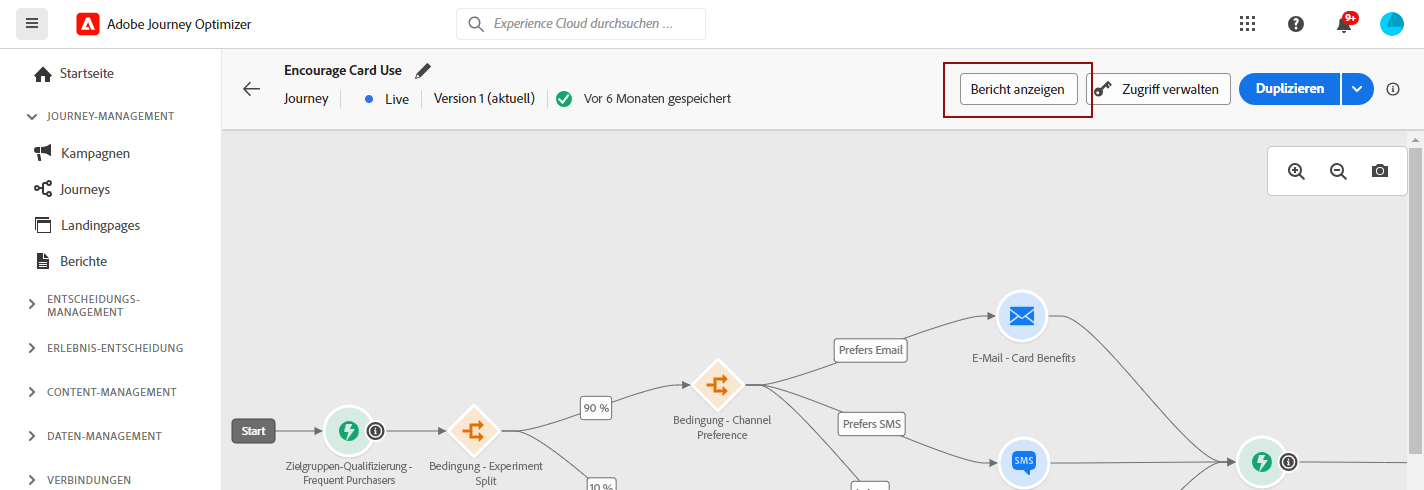 Adobe Journey Optimizer
Experience Cloud durchsuchen ...
9+
Startseite
JOURNEY-MANAGEMENT
Kampagnen
Journeys
Landingpages
Berichte
ENTSCHEIDUNGS-
MANAGEMENT
ERLEBNIS-ENTSCHEIDUNG
CONTENT-MANAGEMENT
DATEN-MANAGEMENT
VERBINDUNGEN
Encourage Card Use
Journey
Live
Version 1 (aktuell)
Vor 6 Monaten gespeichert
Bericht anzeigen
Zugriff verwalten
Duplizieren
Prefers Email
E-Mail - Card Benefits
90 %
Bedingung - Channel
Preference
Prefers SMS
Start
Zielgruppen-Qualifizierung -
Frequent Purchasers
Bedingung - Experiment
Split
SMS
10 %